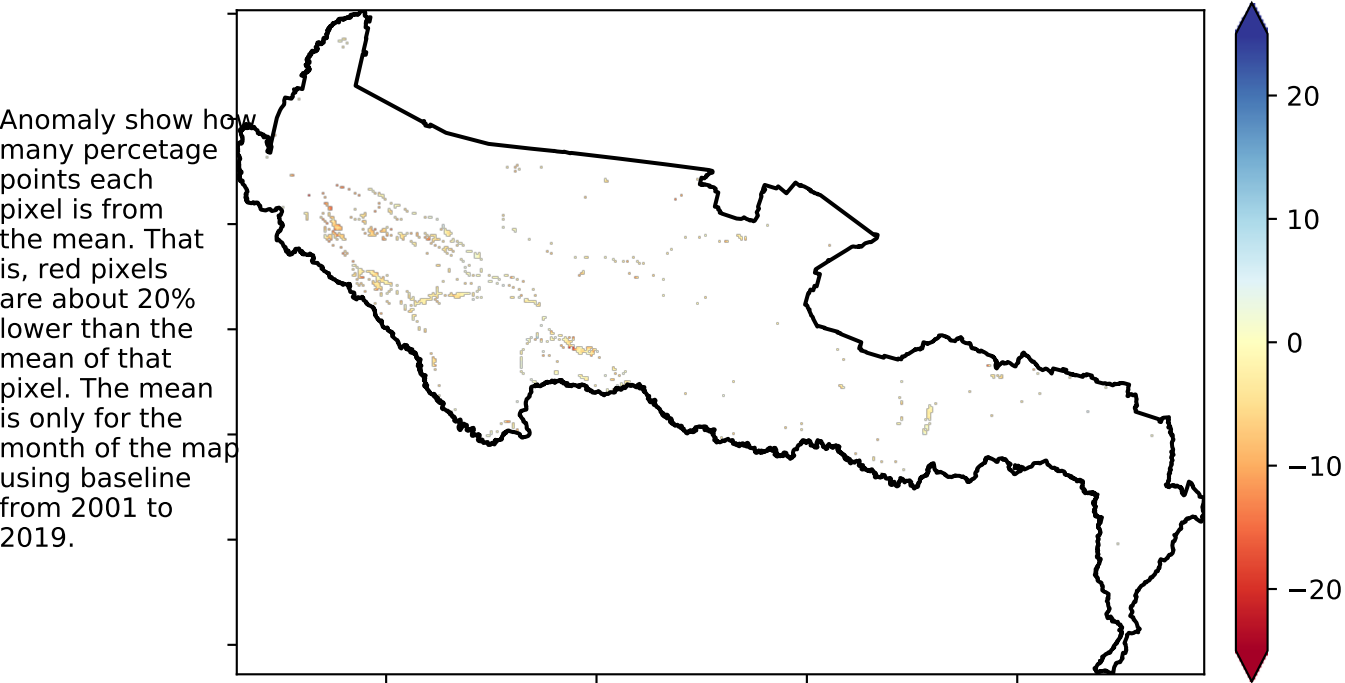 Anomaly show how
many percetage
points each
pixel is from
the mean. That
is, red pixels
are about 20%
lower than the
mean of that
pixel. The mean
is only for the
month of the map
using baseline
from 2001 to
2019.
20
10
0
−10
−20